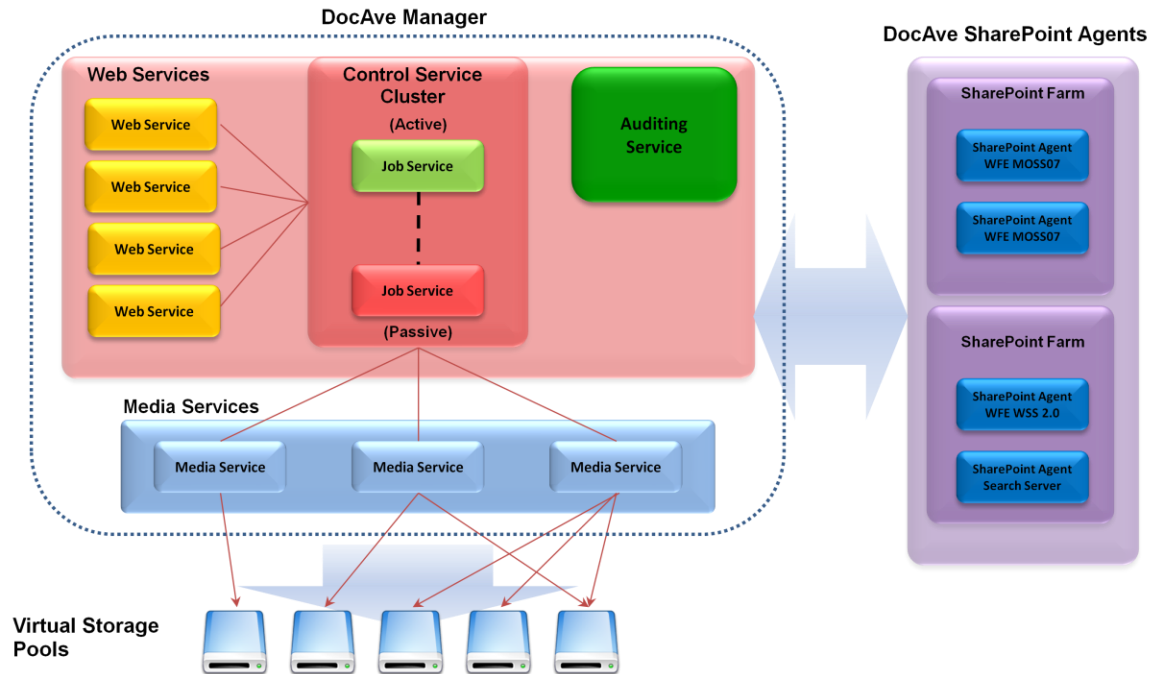 DocAve Manager
Web Services
Web Service
Web Service
Web Service
Web Service
Control Service
Cluster
(Active)
Job Service
Job Service
(Passive)
Auditing
Service
Media Services
Media Service
Media Service
Media Service
Virtual Storage
Pools
DocAve SharePoint Agents
SharePoint Farm
SharePoint Agent
WFE MOSS07
SharePoint Agent
WFE MOSS07
SharePoint Farm
SharePoint Agent
WFE WSS 2.0
SharePoint Agent
Search Server